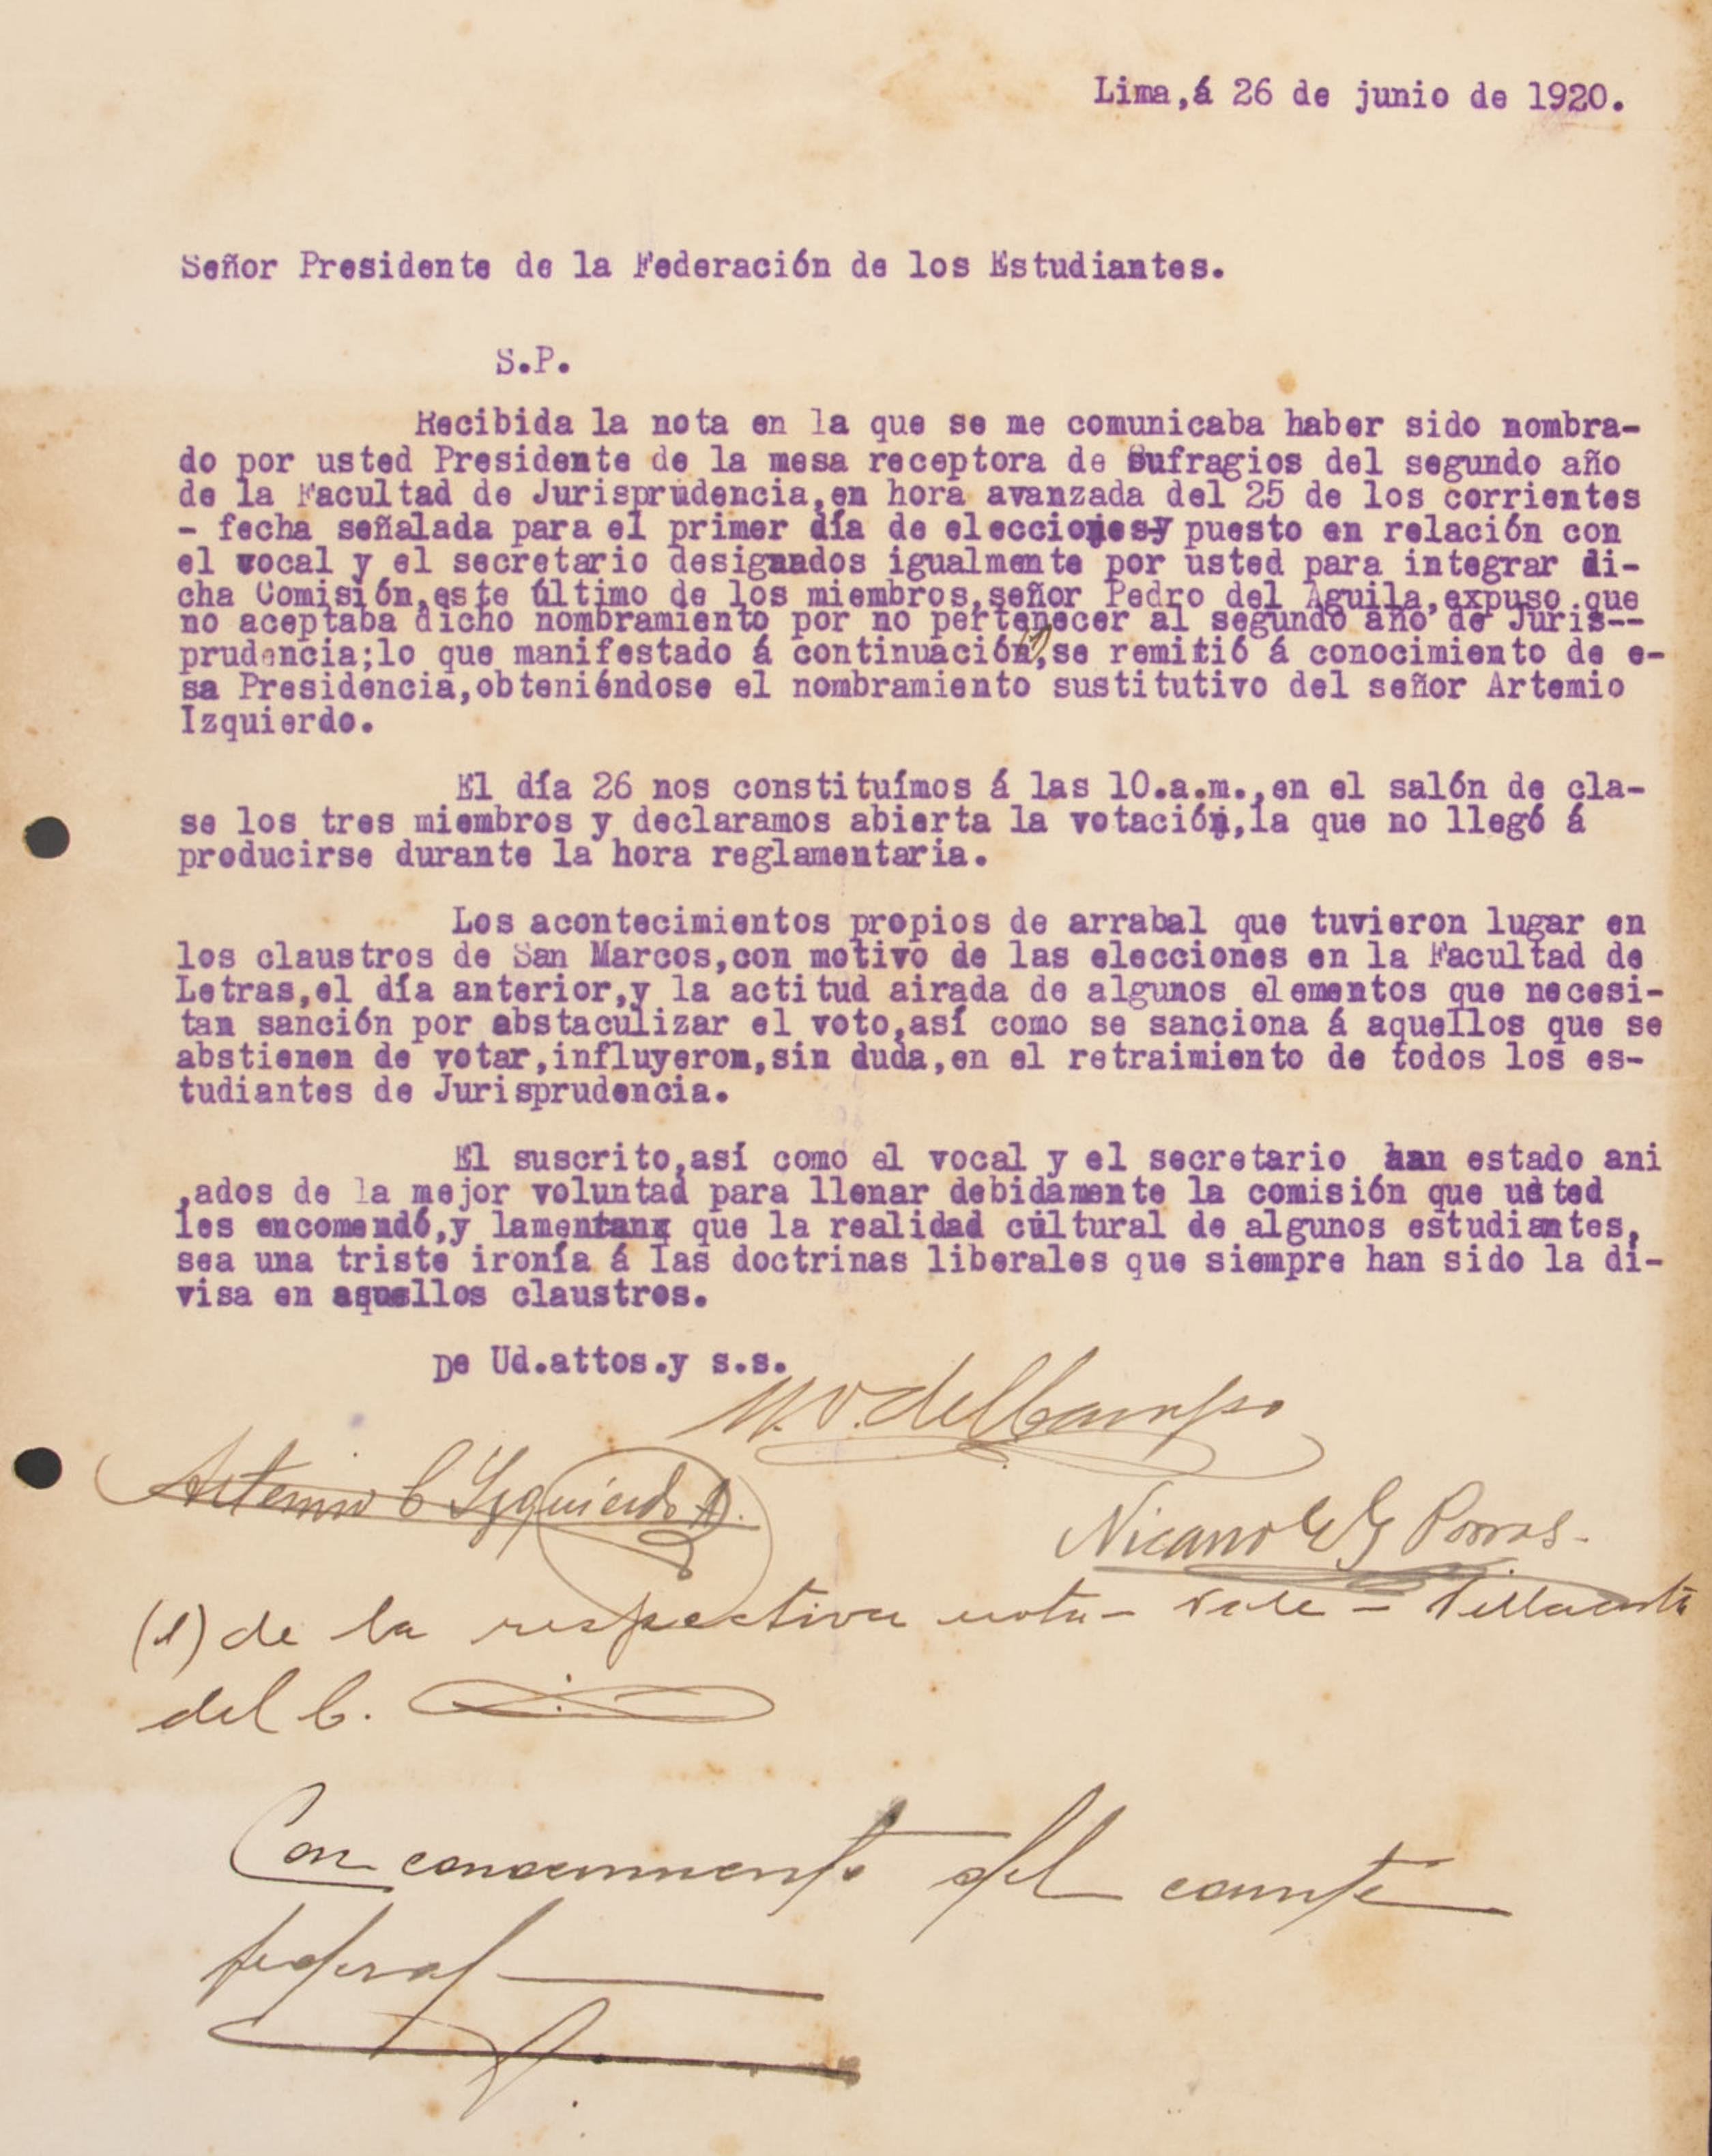 Lima,á 26 de junio de 1920.
Señor Presidente de la Federación de los Estudiantes.
S.P.
Recibida la nota en la que se me comunicaba haber sido nombra-
do por usted Presidente de la mesa receptora de Sufragios del segundo año
de la Facultad de Jurisprudencia,en hora avanzada del 25 de los corrientes
- fecha señalada para el primer día de elecciones-y puesto en relación con
el vocal y el secretario designados igualmente por usted para integrar di-
cha Comisión,este último de los miembros,señor Pedro del Aguila,expuso que
no aceptaba dicho nombramiento por no pertenecer al segundo año de Juris--
prudencia;lo que manifestado á continuación(1),se remitió á conocimiento de e-
sa Presidencia,obteniéndose el nombramiento sustitutivo del señor Artemio
Izquierdo.
El día 26 nos constituímos á las 10.a.m.,en el salón de cla-
se los tres miembros y declaramos abierta la votación,la que no llegó á
producirse durante la hora reglamentaria.
Los acontecimientos propios de arrabal que tuvieron lugar en
los claustros de San Marcos,con motivo de las elecciones en la Facultad de
Letras,el día anterior,y la actitud airada de algunos elementos que necesi-
tan sanción por abstaculizar el voto,así como se sanciona á aquellos que se
abstienen de votar,influyeron,sin duda,en el retraimiento de todos los es-
tudiantes de Jurisprudencia.
El suscrito,así como el vocal y el secretario han estado ani
,ados de la mejor voluntad para llenar debidamente la comisión que usted
les encomendó,y lamentan que la realidad cultural de algunos estudiantes,
sea una triste ironía á las doctrinas liberales que siempre han sido la di-
visa en aquellos claustros.
De Ud.attos.y s.s.
M.V. del Campo
Artemio C Izquierdo
Nicanor Porras-
(1) de la respectiva nota - vale -
del C.
Con conocimiento del comité
federal